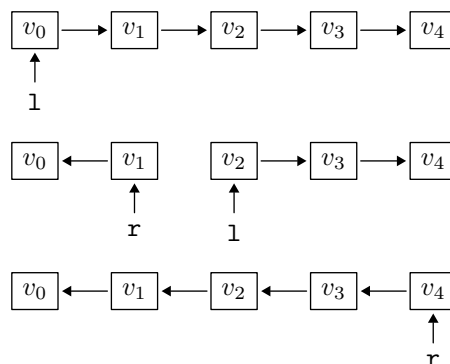 v₀ v₁ v₂ v₃ v₄
l
v₀ v₁ v₂ v₃ v₄
r l
v₀ v₁ v₂ v₃ v₄
r